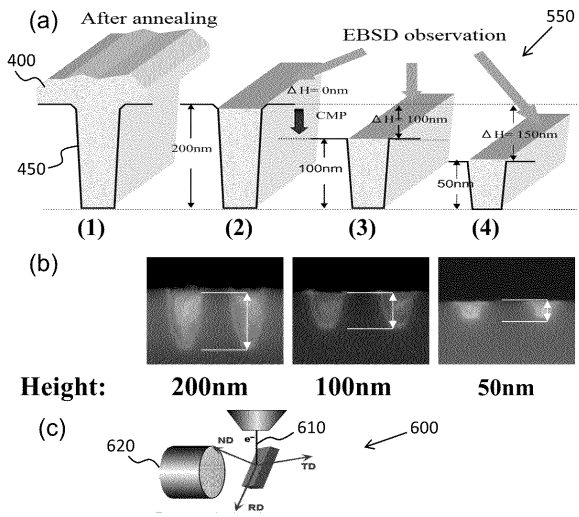 (a)
After annealing
EBSD observation
550
400
450
200nm
ΔH= 0nm
CMP
100nm
ΔH= 100nm
50nm
ΔH= 150nm
(1) (2) (3) (4)
(b)
Height: 200nm 100nm 50nm
(c)
620
ND
e⁻
610
600
TD
RD